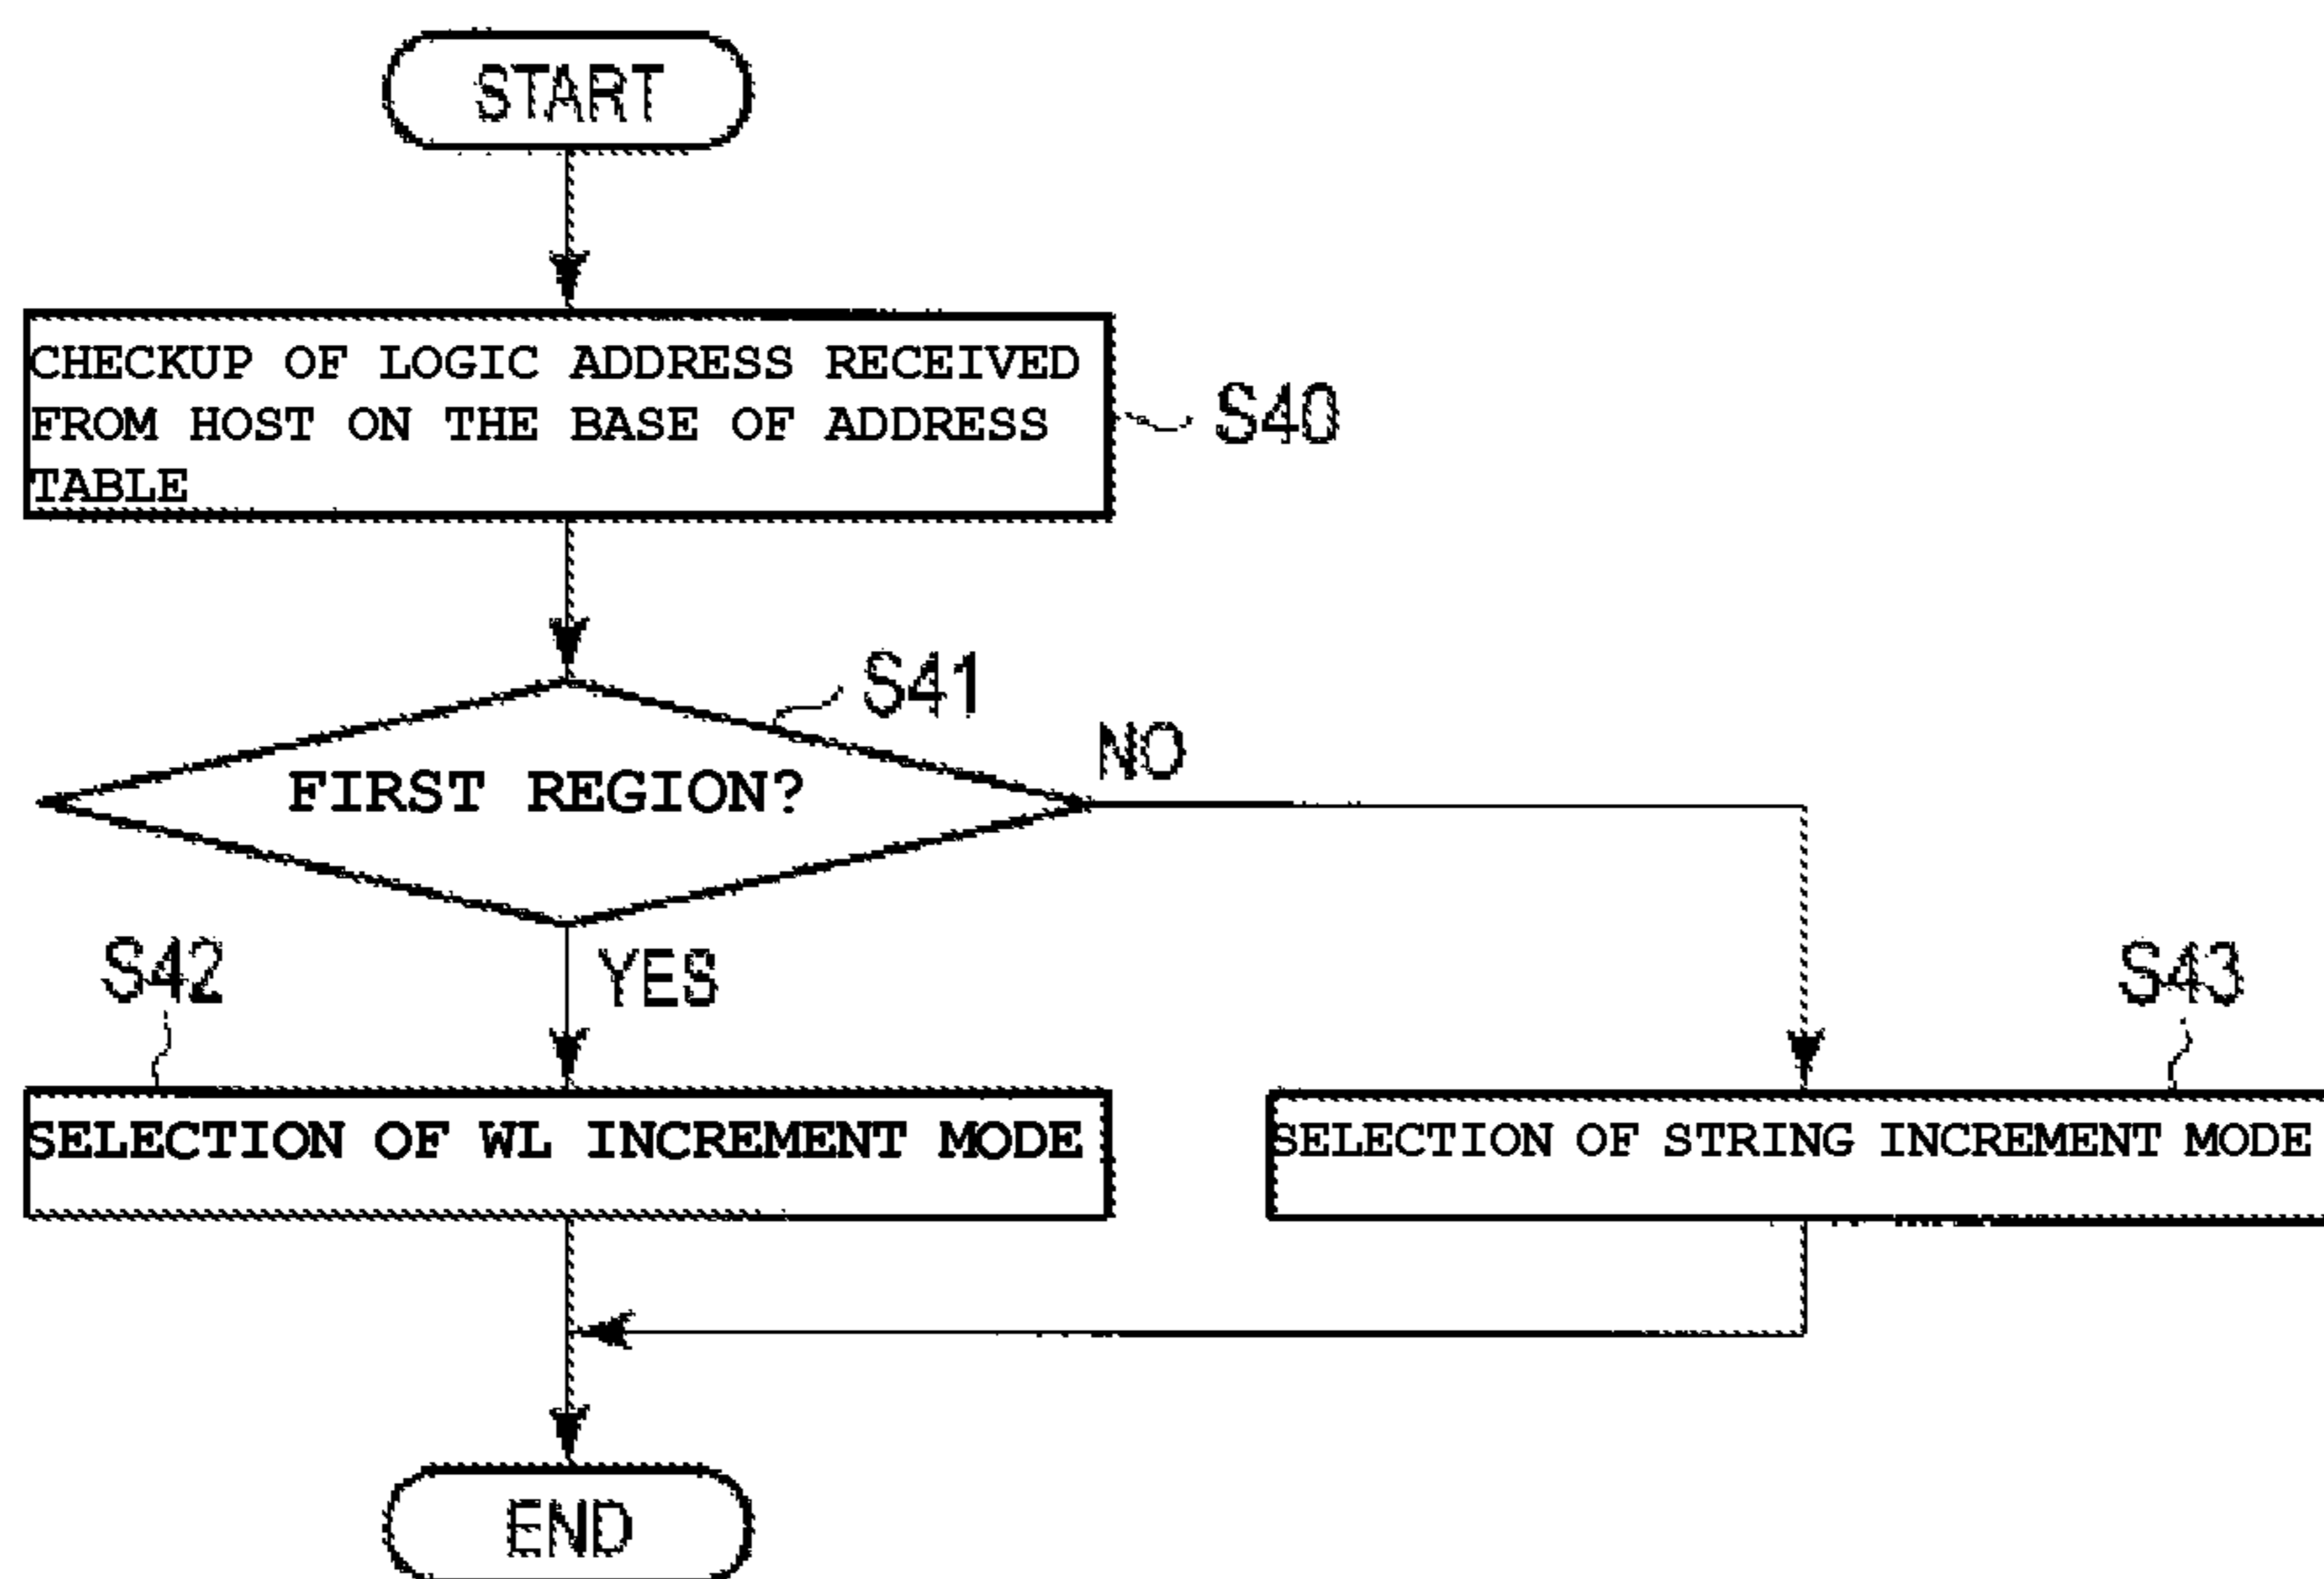 START
CHECKUP OF LOGIC ADDRESS RECEIVED
FROM HOST ON THE BASE OF ADDRESS
TABLE
S40
S41
FIRST REGION?
NO
YES
S42
S43
SELECTION OF WL INCREMENT MODE
SELECTION OF STRING INCREMENT MODE
END